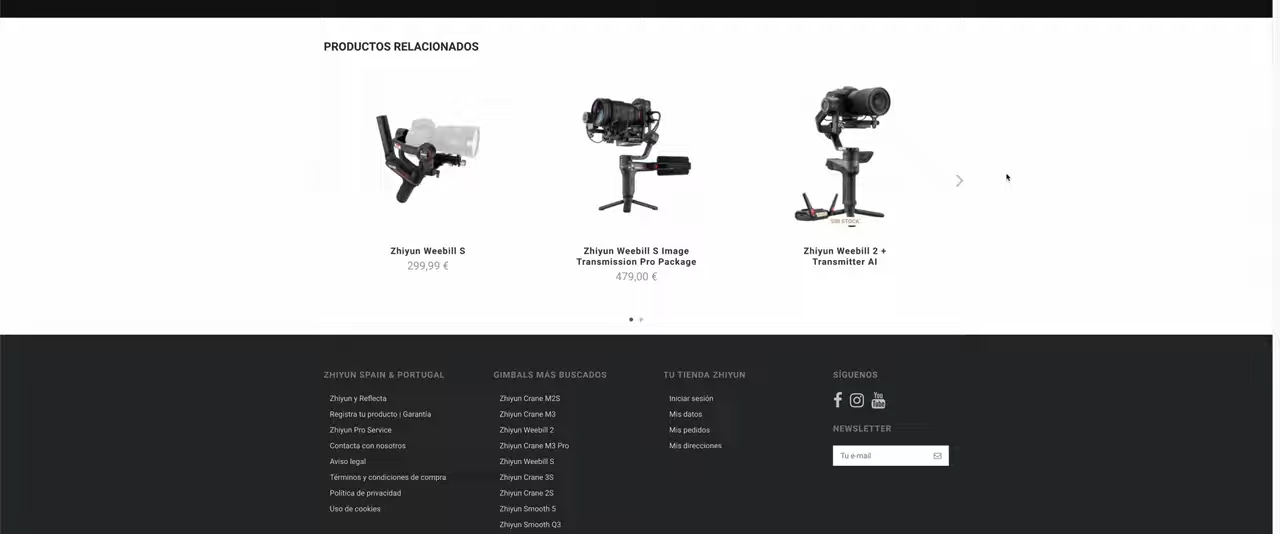 PRODUCTOS RELACIONADOS
SIN STOCK
Zhiyun Weebill S
299,99 €
Zhiyun Weebill S Image
Transmission Pro Package
479,00 €
Zhiyun Weebill 2 +
Transmitter AI
ZHIYUN SPAIN & PORTUGAL
Zhiyun y Reflecta
Registra tu producto | Garantía
Zhiyun Pro Service
Contacta con nosotros
Aviso legal
Términos y condiciones de compra
Política de privacidad
Uso de cookies
GIMBALS MÁS BUSCADOS
Zhiyun Crane M2S
Zhiyun Crane M3
Zhiyun Weebill 2
Zhiyun Crane M3 Pro
Zhiyun Weebill S
Zhiyun Crane 3S
Zhiyun Crane 2S
Zhiyun Smooth 5
Zhiyun Smooth Q3
TU TIENDA ZHIYUN
Iniciar sesión
Mis datos
Mis pedidos
Mis direcciones
SÍGUENOS
You
Tube
NEWSLETTER
Tu e-mail